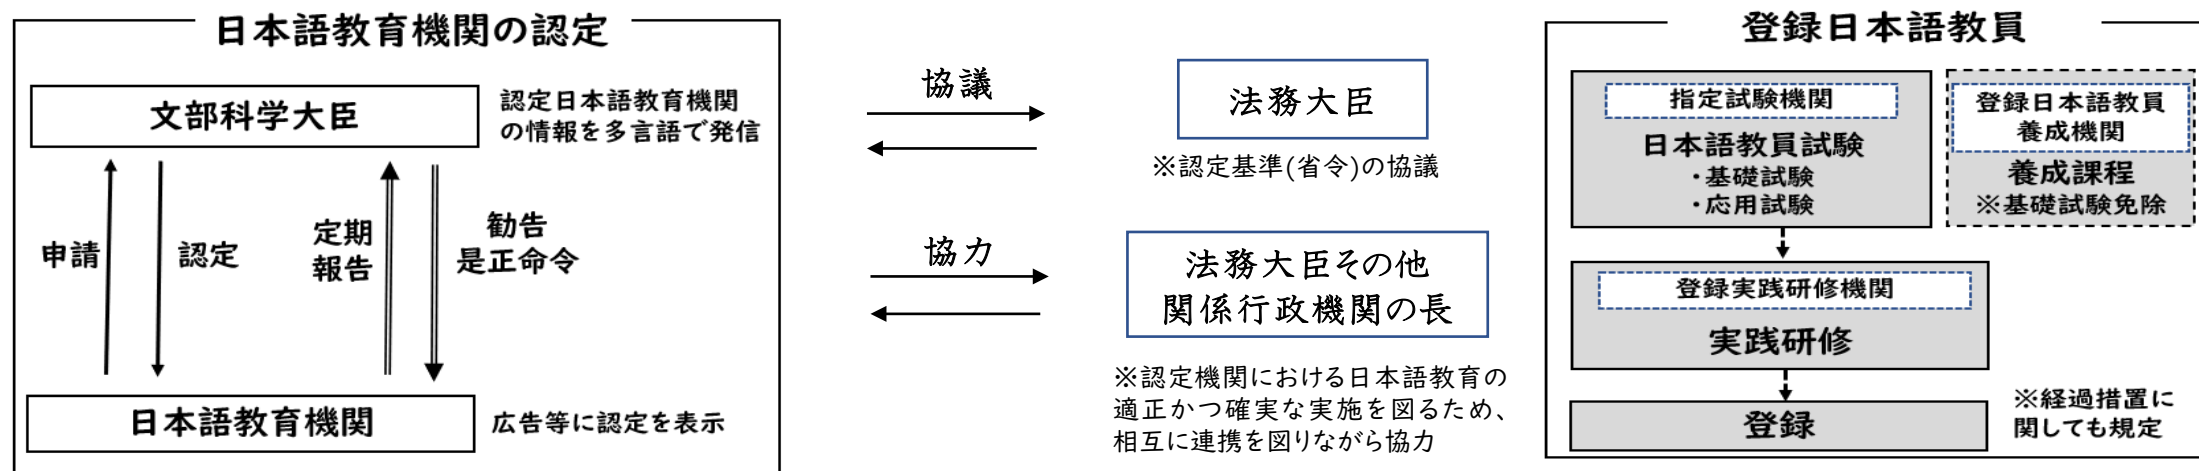 日本語教育機関の認定
文部科学大臣
認定日本語教育機関
の情報を多言語で発信
申請
認定
定期
報告
勧告
是正命令
日本語教育機関
広告等に認定を表示
協議
法務大臣
※認定基準(省令)の協議
協力
法務大臣その他
関係行政機関の長
※認定機関における日本語教育の
適正かつ確実な実施を図るため、
相互に連携を図りながら協力
登録日本語教員
指定試験機関
日本語教員試験
・基礎試験
・応用試験
登録日本語教員
養成機関
養成課程
※基礎試験免除
登録実践研修機関
実践研修
登録
※経過措置に
関しても規定